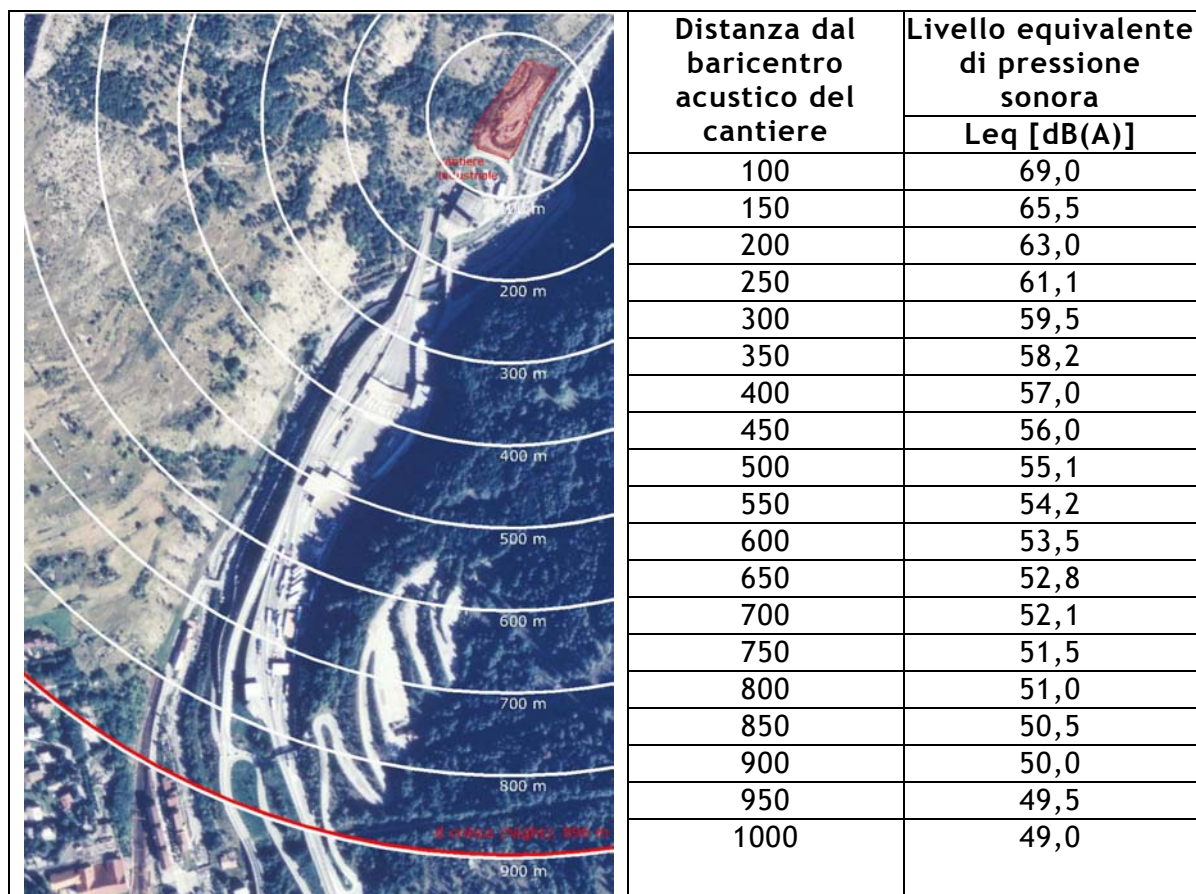 cantiere
industriale
200 m
300 m
400 m
500 m
600 m
700 m
800 m
900 m
Distanza dal
baricentro
acustico del
cantiere
Livello equivalente
di pressione
sonora
Leq [dB(A)]
100 69,0
150 65,5
200 63,0
250 61,1
300 59,5
350 58,2
400 57,0
450 56,0
500 55,1
550 54,2
600 53,5
650 52,8
700 52,1
750 51,5
800 51,0
850 50,5
900 50,0
950 49,5
1000 49,0